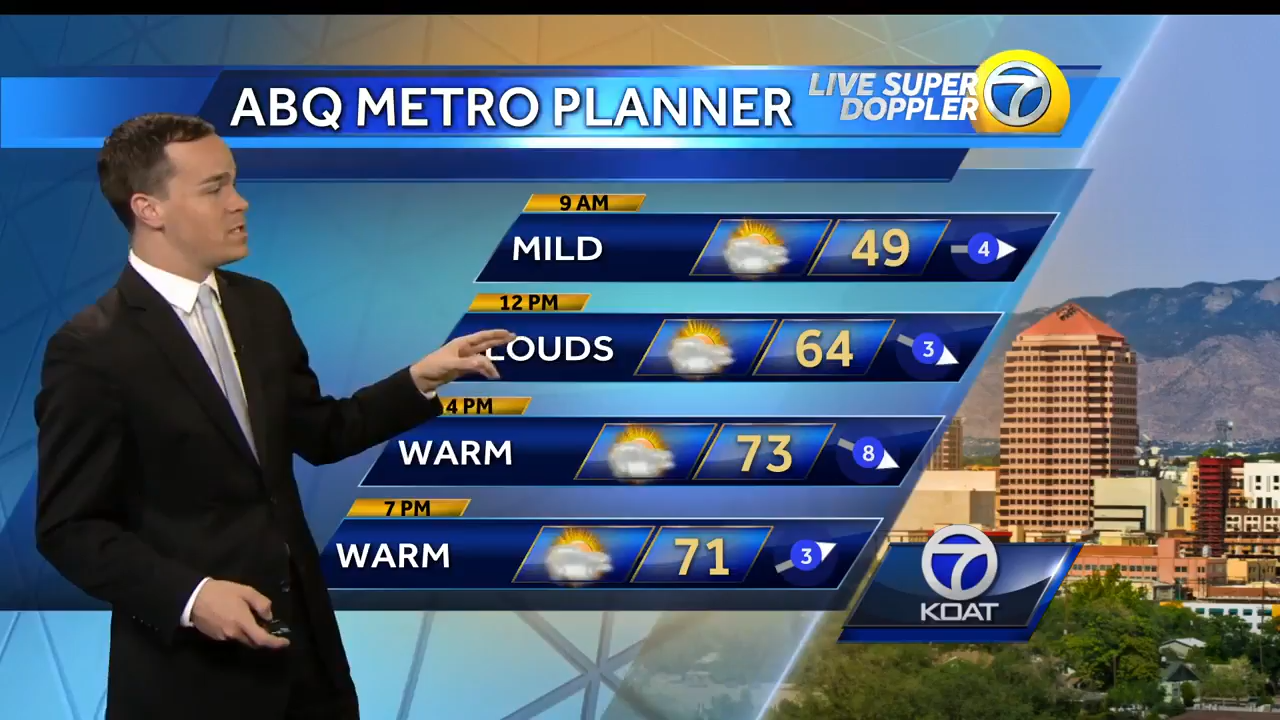 ABQ METRO PLANNER
LIVE SUPER
DOPPLER
7
9 AM
MILD
49
4
12 PM
LOUDS
64
3
4 PM
WARM
73
8
7 PM
WARM
71
3
7
KOAT